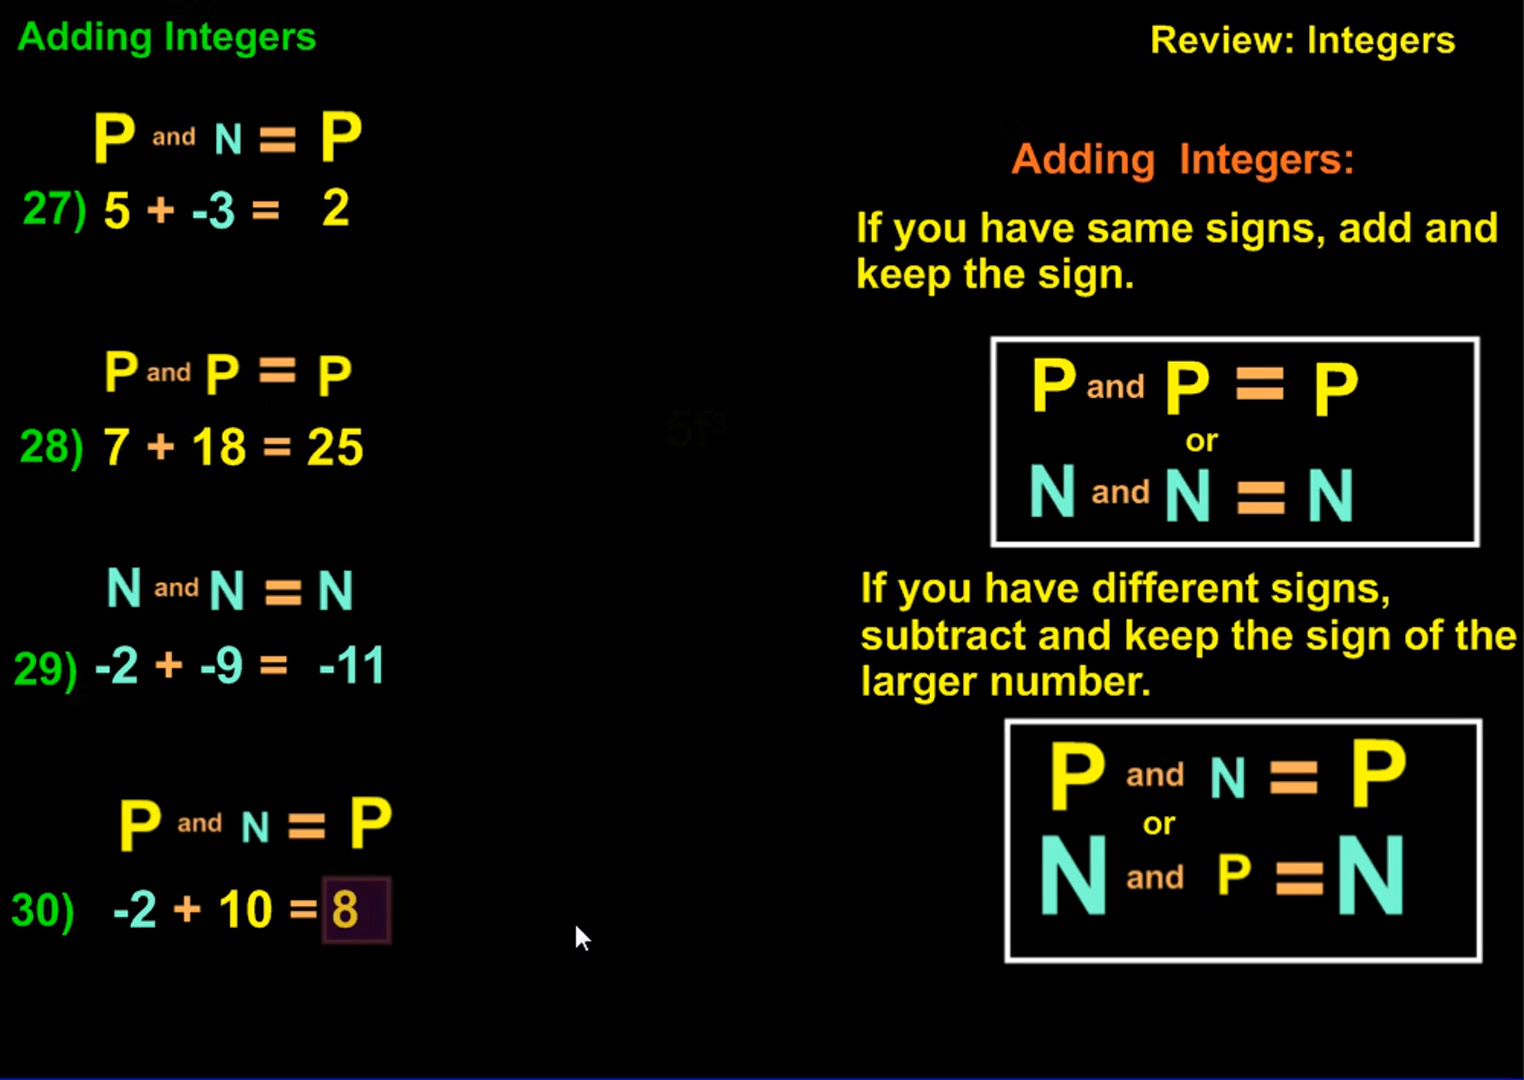 Adding Integers
Review: Integers
P and N = P
27) 5 + -3 = 2
P and P = P
28) 7 + 18 = 25
N and N = N
29) -2 + -9 = -11
P and N = P
30) -2 + 10 = 8
Adding Integers:
If you have same signs, add and
keep the sign.
P and P = P
or
N and N = N
If you have different signs,
subtract and keep the sign of the
larger number.
P and N = P
or
N and P = N